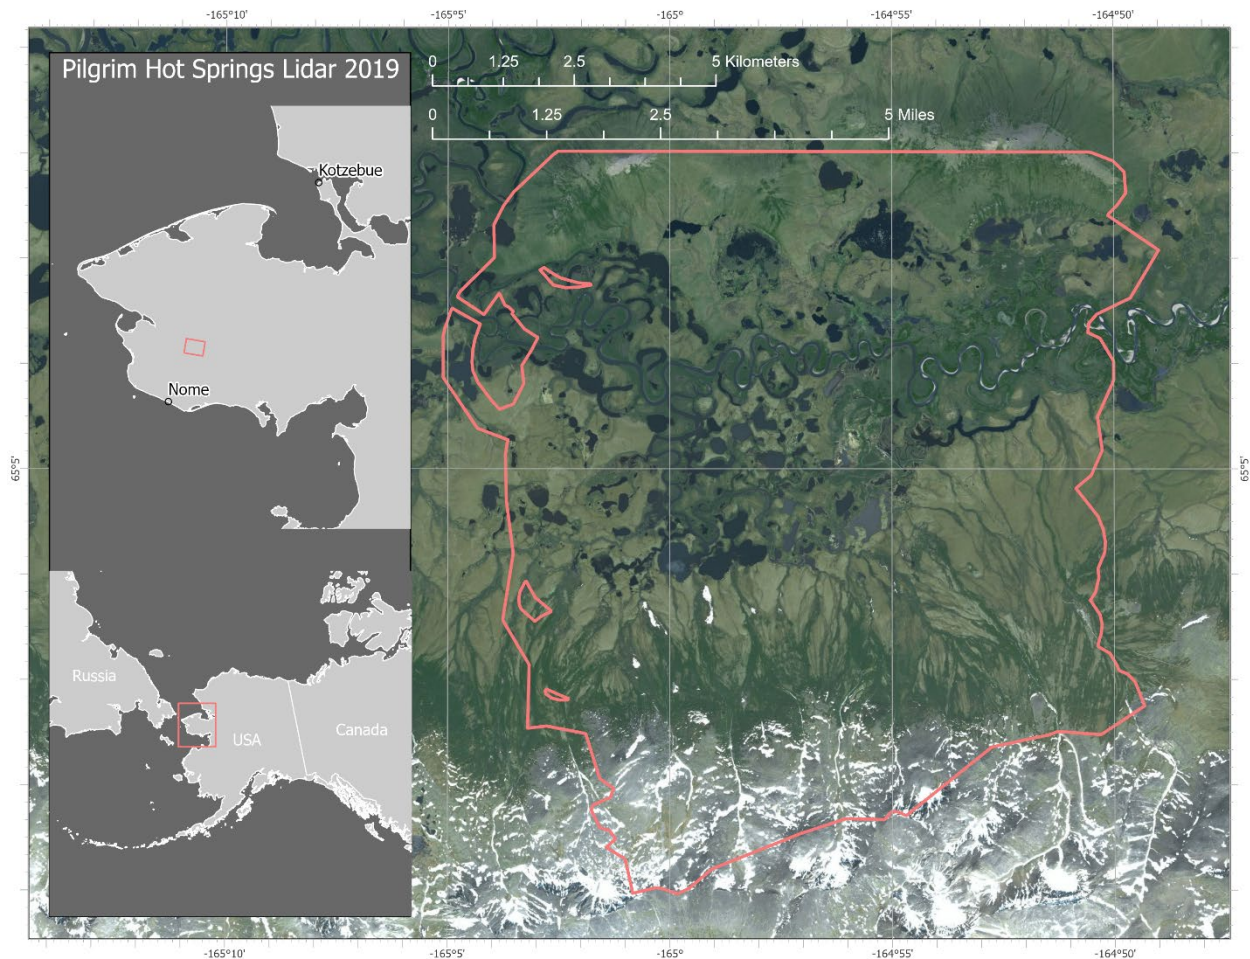 -165°10' -165°5' -165° -164°55' -164°50'
Pilgrim Hot Springs Lidar 2019
0 1.25 2.5 5 Kilometers
0 1.25 2.5 5 Miles
Kotzebue
Nome
65°5' 65°5'
Russia
USA
Canada
-165°10' -165°5' -165° -164°55' -164°50'